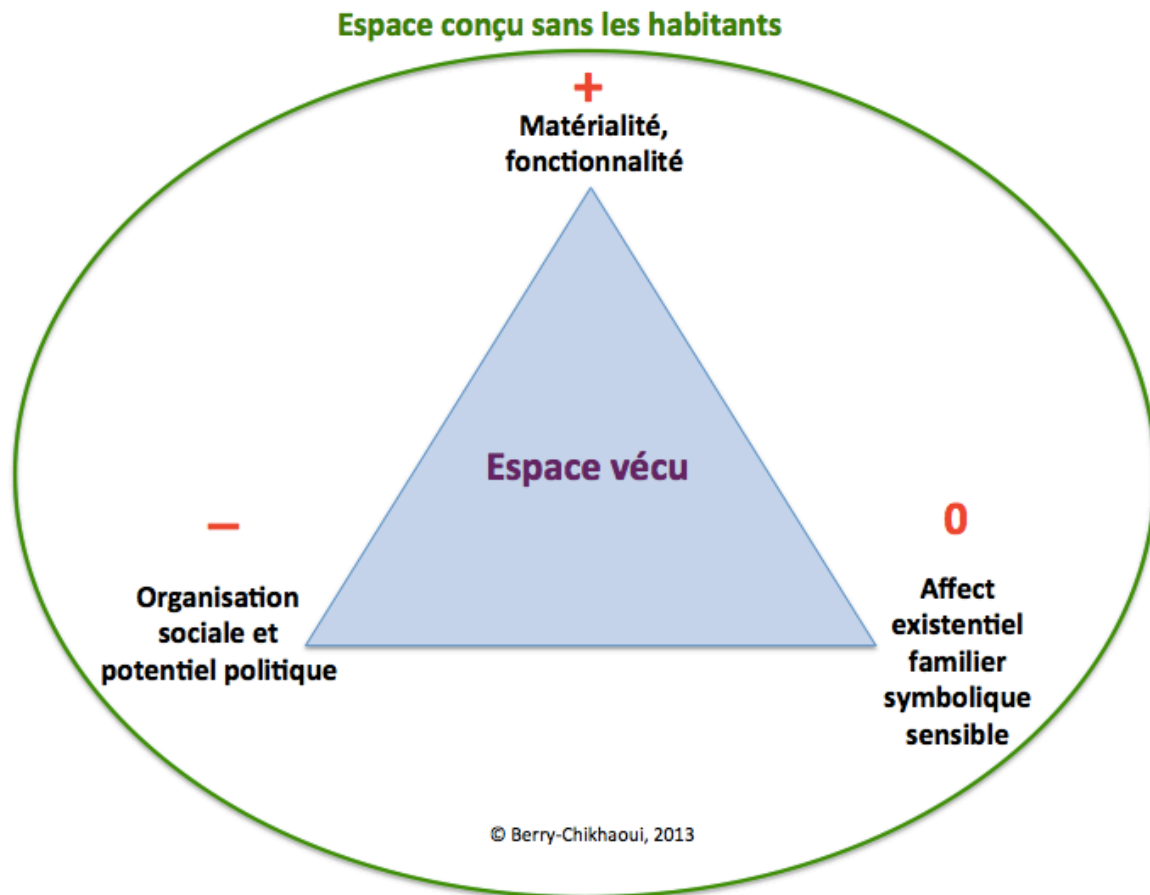 Espace conçu sans les habitants
+
Matérialité,
fonctionnalité
Espace vécu
–
Organisation
sociale et
potentiel politique
0
Affect
existentiel
familier
symbolique
sensible
© Berry-Chikhaoui, 2013